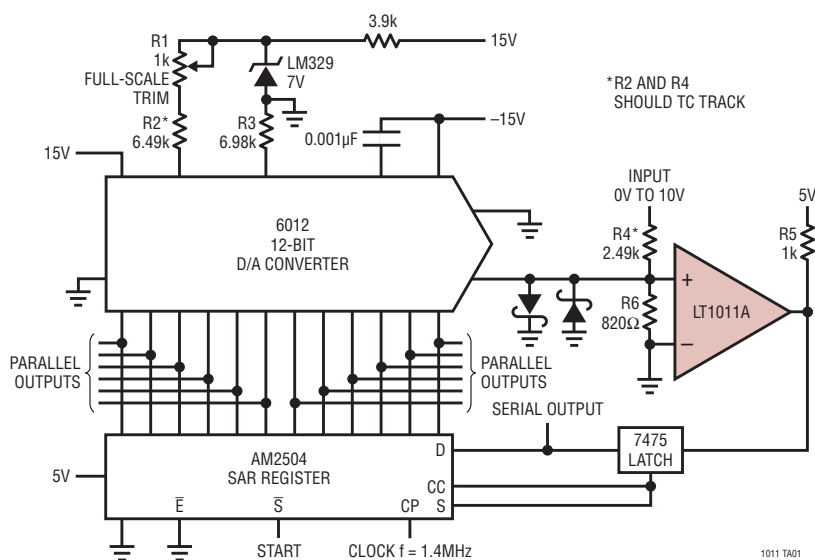 3.9k
15V
R1
1k
FULL-SCALE
TRIM
LM329
7V
*R2 AND R4
SHOULD TC TRACK
R2*
6.49k
R3
6.98k
0.001µF
–15V
15V
INPUT
0V TO 10V
5V
6012
12-BIT
D/A CONVERTER
R4*
2.49k
R5
1k
+
LT1011A
–
R6
820Ω
PARALLEL
OUTPUTS
PARALLEL
OUTPUTS
SERIAL OUTPUT
7475
LATCH
AM2504
SAR REGISTER
D
5V
CC
E̅
S̅
CP
S
START
CLOCK f = 1.4MHz
1011 TA01